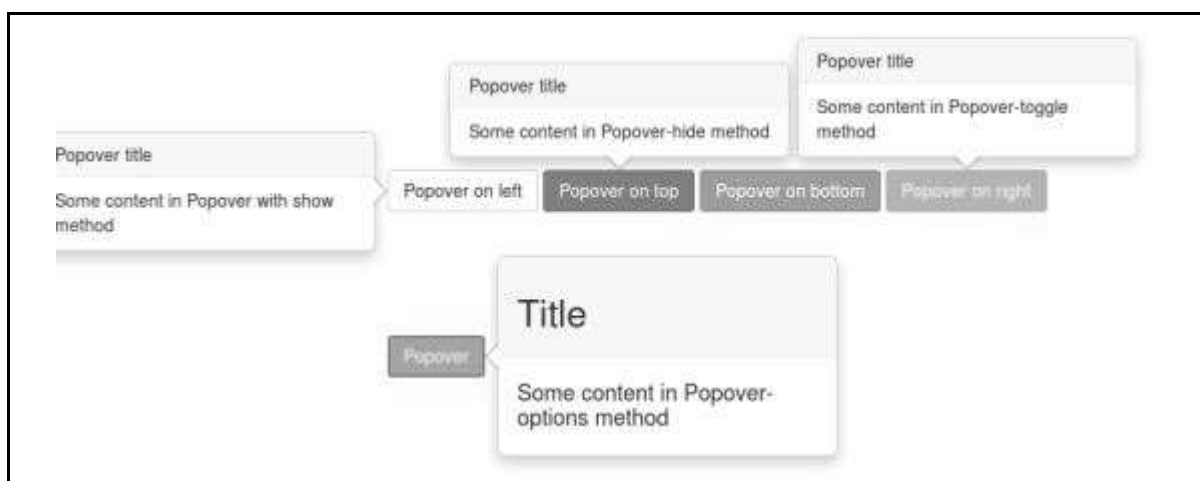 Popover title
Some content in Popover-toggle
method
Popover title
Some content in Popover-hide method
Popover title
Some content in Popover with show
method
Popover on left
Popover on top
Popover on bottom
Popover on right
Title
Popover
Some content in Popover-
options method